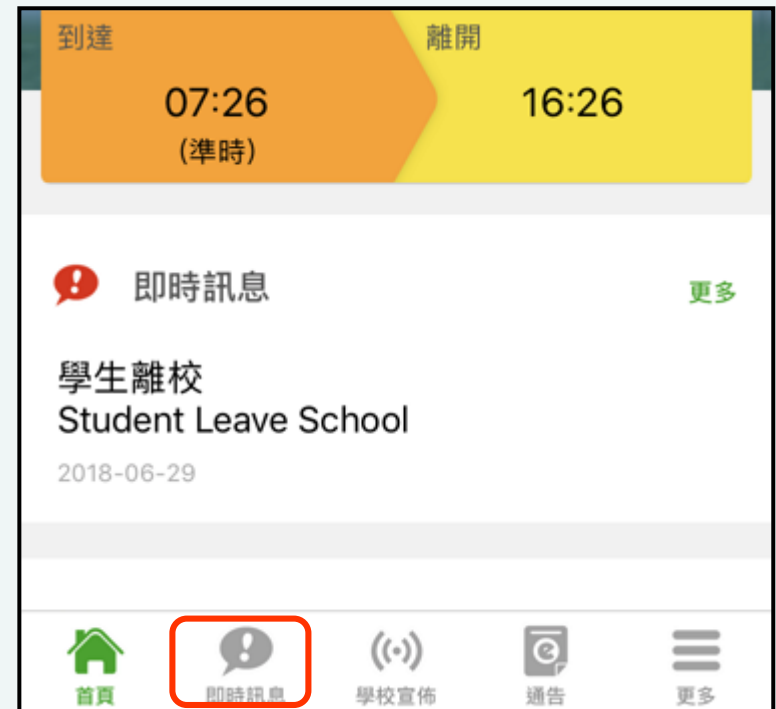 到達 離開
07:26 16:26
(準時)
即時訊息 更多
學生離校
Student Leave School
2018-06-29
首頁 即時訊息 學校宣佈 通告 更多